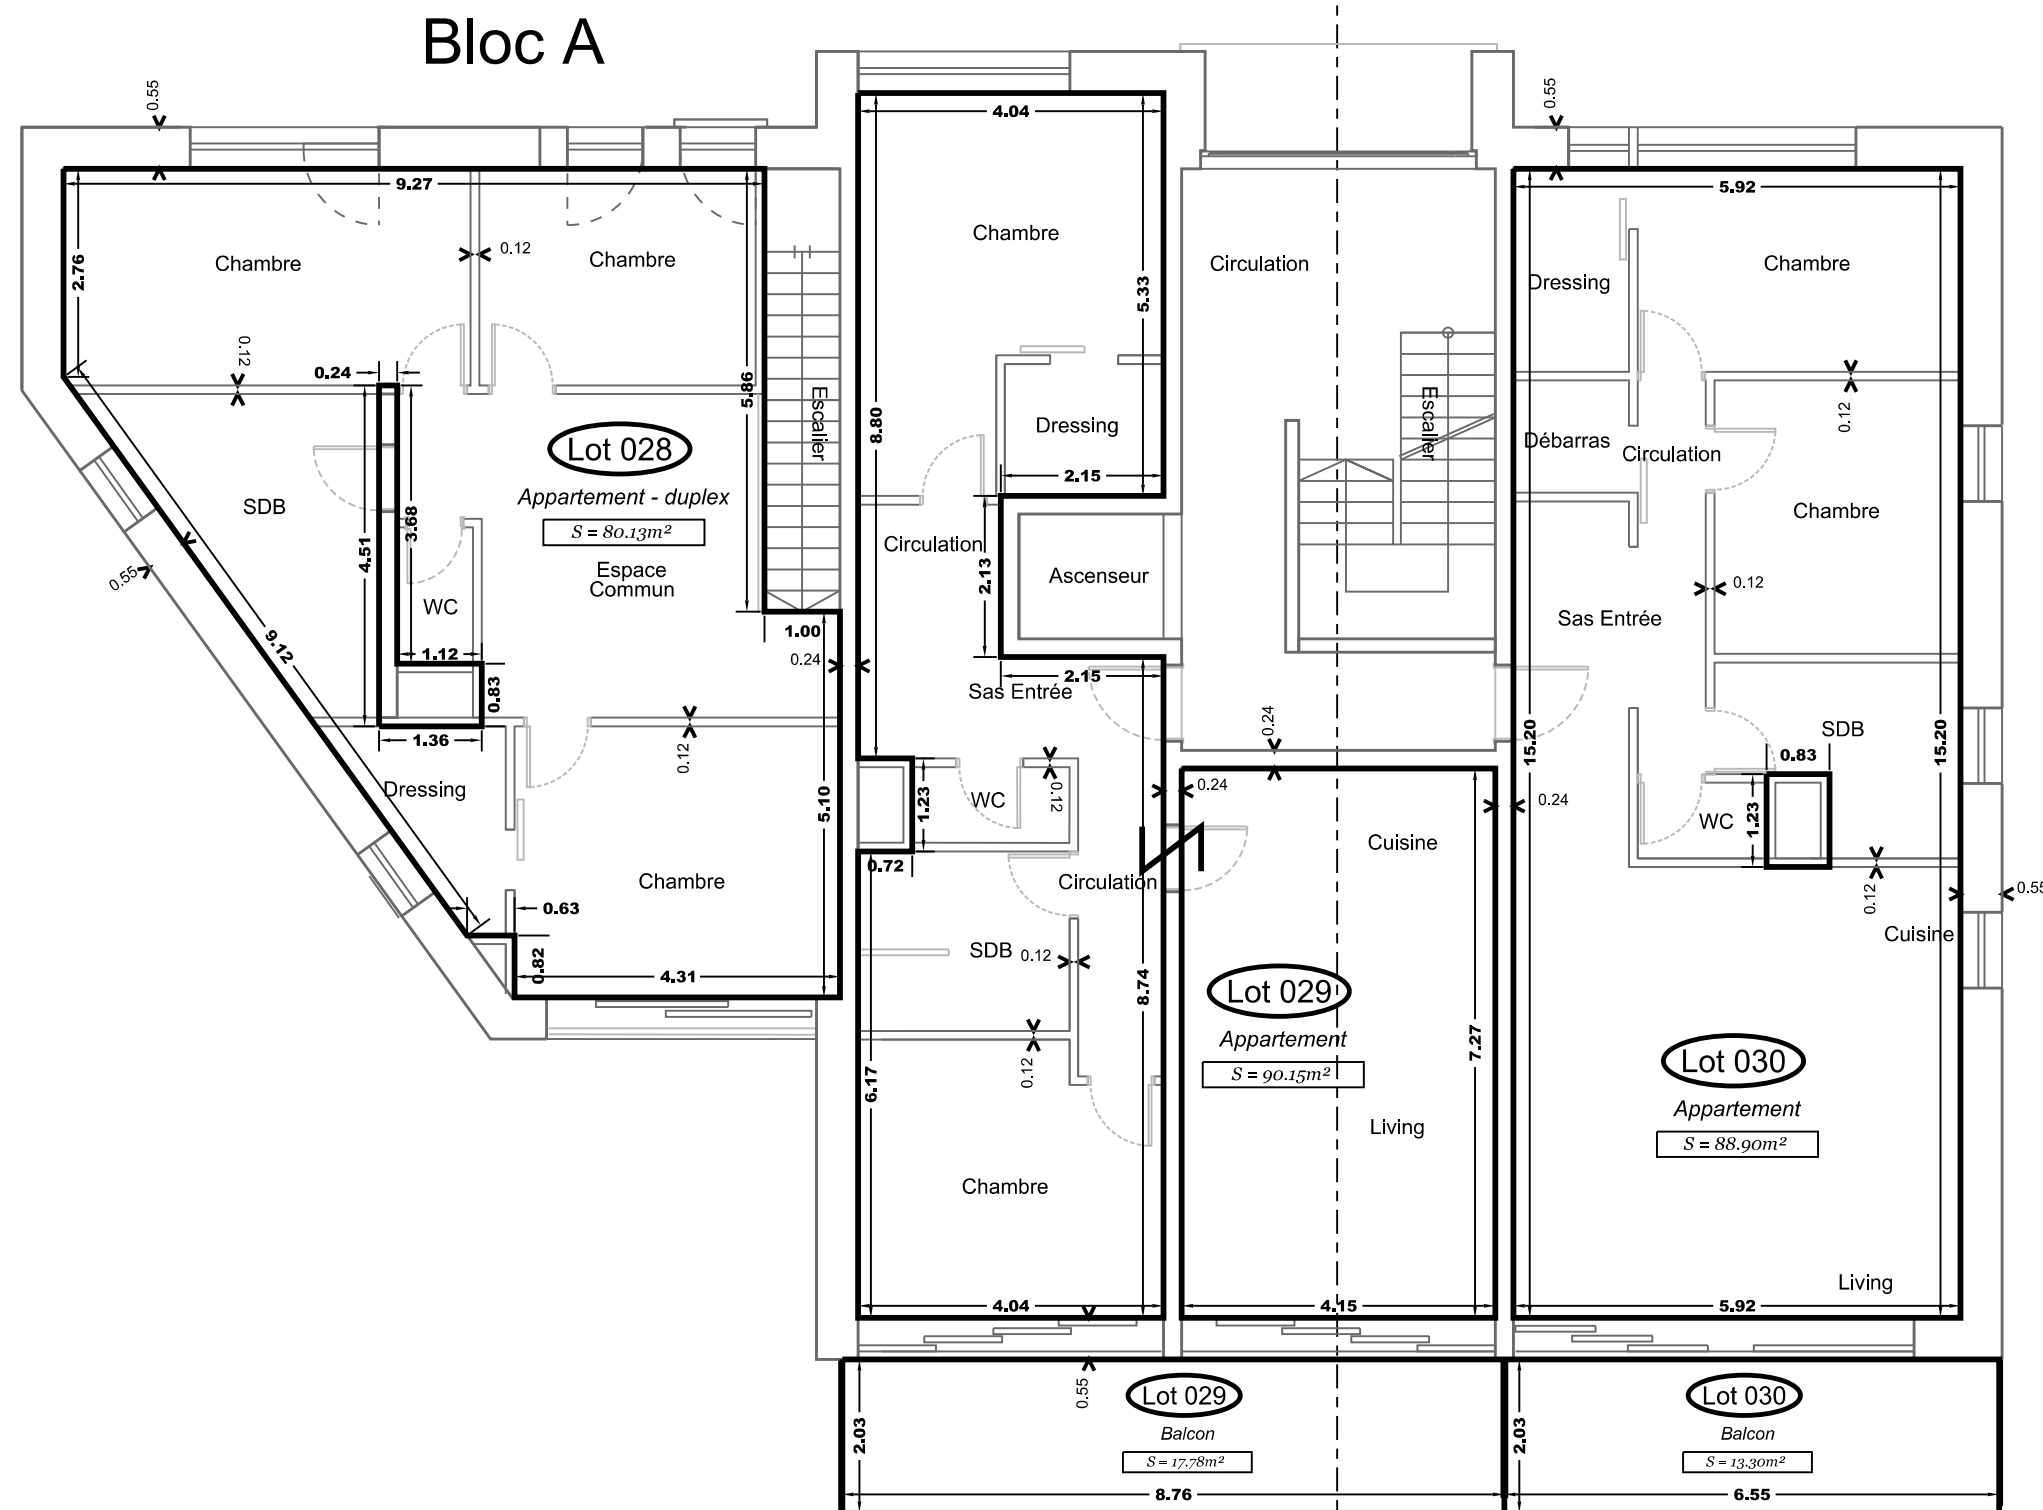 Bloc A
0.55
9.27
2.76
Chambre
0.12
Chambre
0.12
0.24
5.86
Escalier
Lot 028
Appartement - duplex
S = 80.13m²
Espace
Commun
SDB
4.51
3.68
WC
0.55
9.12
1.12
0.83
1.36
1.00
0.24
0.12
Dressing
5.10
Chambre
0.63
0.82
4.31
4.04
Chambre
5.33
8.80
Dressing
2.15
Circulation
2.13
Ascenseur
2.15
Sas Entrée
WC
1.23
0.12
0.72
Circulation
SDB
0.12
8.74
0.12
6.17
Chambre
4.04
Circulation
Escalier
0.24
0.24
Cuisine
Lot 029
Appartement
S = 90.15m²
7.27
Living
4.15
0.55
5.92
Dressing
Chambre
0.12
Débarras
Circulation
Chambre
0.12
Sas Entrée
15.20
15.20
SDB
0.83
0.24
WC
1.23
0.12
0.55
Cuisine
Lot 030
Appartement
S = 88.90m²
Living
5.92
0.55
Lot 029
Balcon
S = 17.78m²
2.03
8.76
Lot 030
Balcon
S = 13.30m²
2.03
6.55